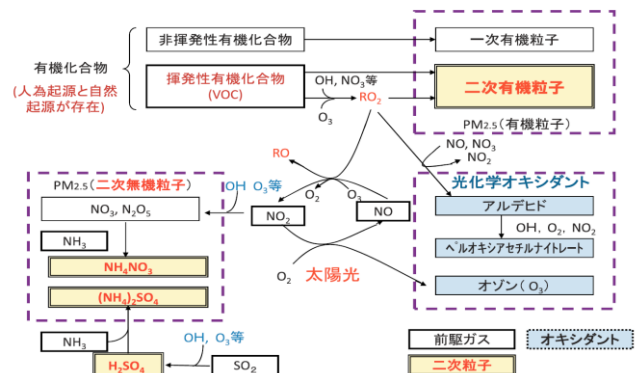 非揮発性有機化合物
一次有機粒子
有機化合物
(人為起源と自然
起源が存在)
揮発性有機化合物
(VOC)
OH, NO₃等
O₃
RO₂
二次有機粒子
PM2.5(有機粒子)
NO, NO₃
NO₂
RO
PM2.5(二次無機粒子)
OH O₃等
O₂
O₃
光化学オキシダント
NO₃, N₂O₅
NO₂
NO
アルデヒド
OH, O₂, NO₂
NH₃
ペルオキシアセチルナイトレート
NH₄NO₃
O₂
太陽光
(NH₄)₂SO₄
オゾン(O₃)
OH, O₃等
NH₃
H₂SO₄
SO₂
前駆ガス
オキシダント
二次粒子